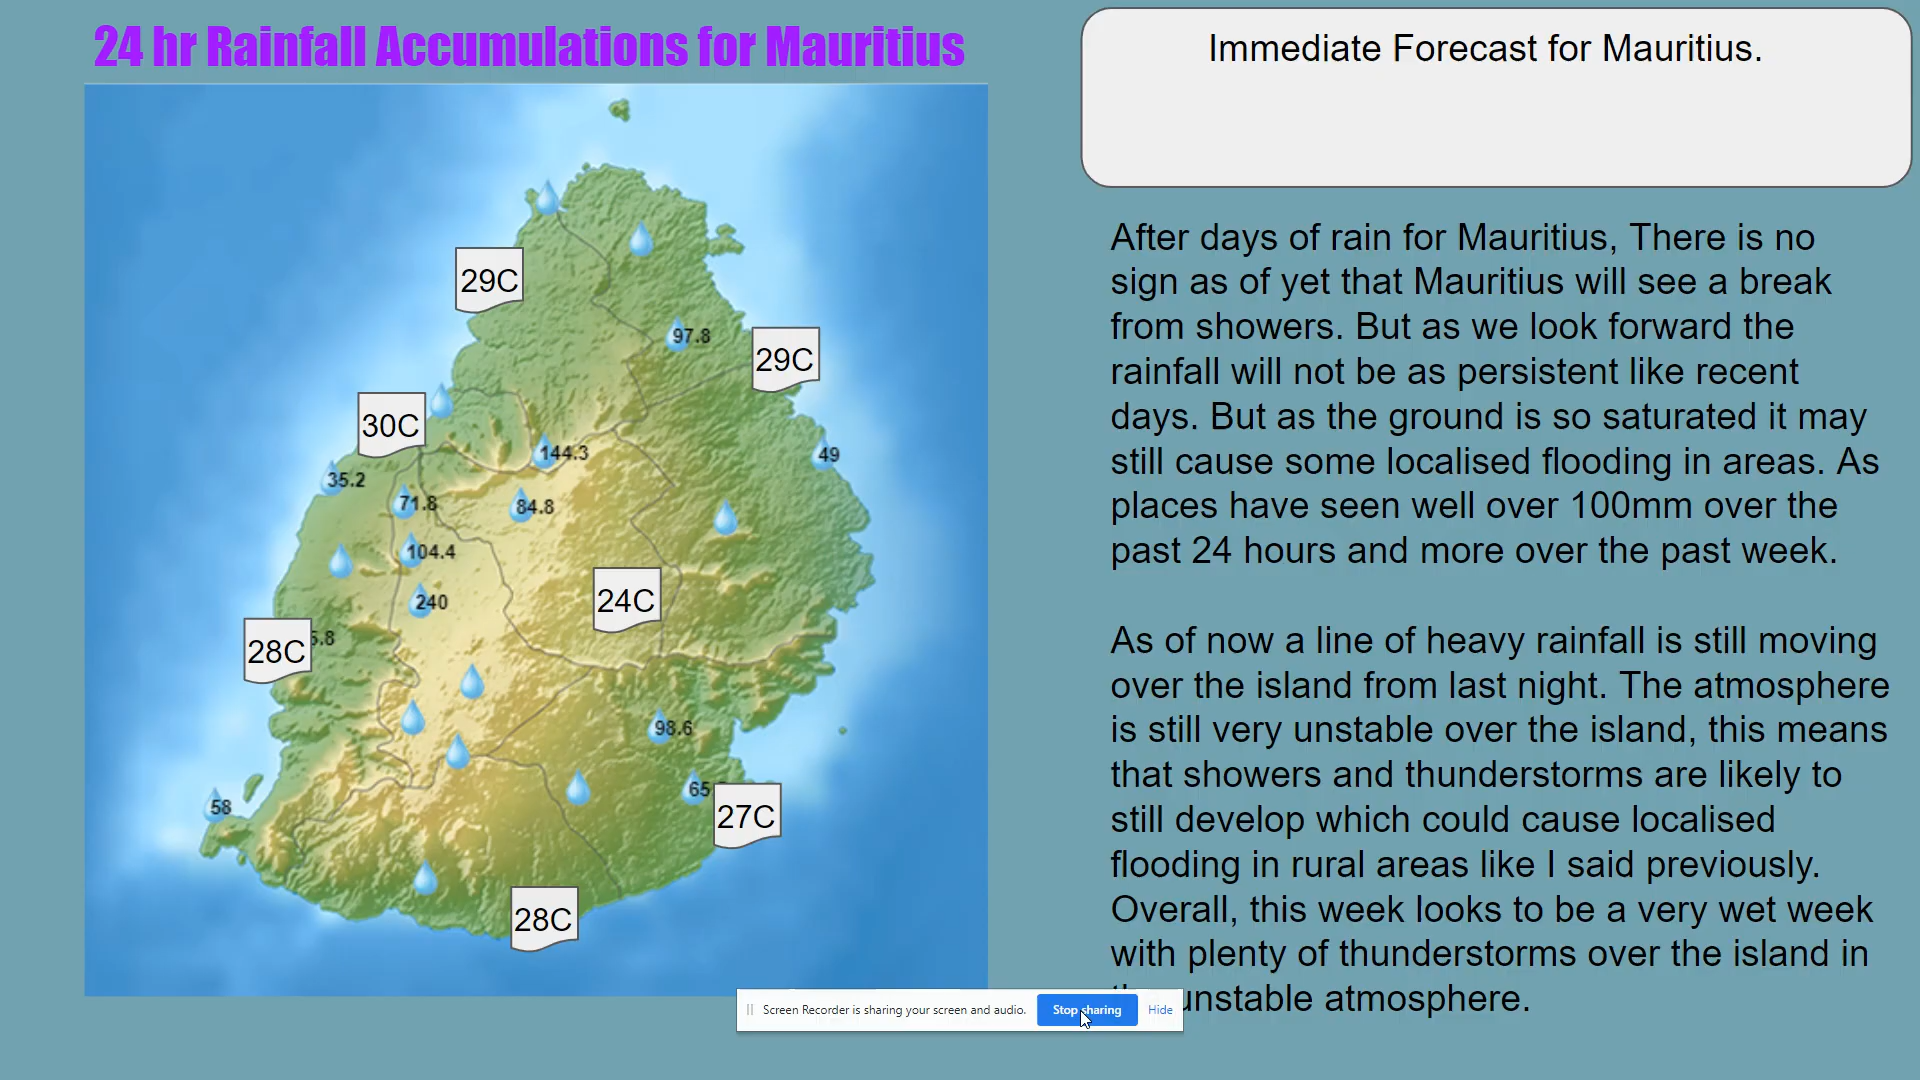 24 hr Rainfall Accumulations for Mauritius
Immediate Forecast for Mauritius.
29C
97.8
29C
30C
144.3
49
35.2
71.8
84.8
104.4
240
24C
28C
5.8
98.6
65
58
27C
28C
After days of rain for Mauritius, There is no
sign as of yet that Mauritius will see a break
from showers. But as we look forward the
rainfall will not be as persistent like recent
days. But as the ground is so saturated it may
still cause some localised flooding in areas. As
places have seen well over 100mm over the
past 24 hours and more over the past week.
As of now a line of heavy rainfall is still moving
over the island from last night. The atmosphere
is still very unstable over the island, this means
that showers and thunderstorms are likely to
still develop which could cause localised
flooding in rural areas like I said previously.
Overall, this week looks to be a very wet week
with plenty of thunderstorms over the island in
unstable atmosphere.
Screen Recorder is sharing your screen and audio.
Stop sharing
Hide